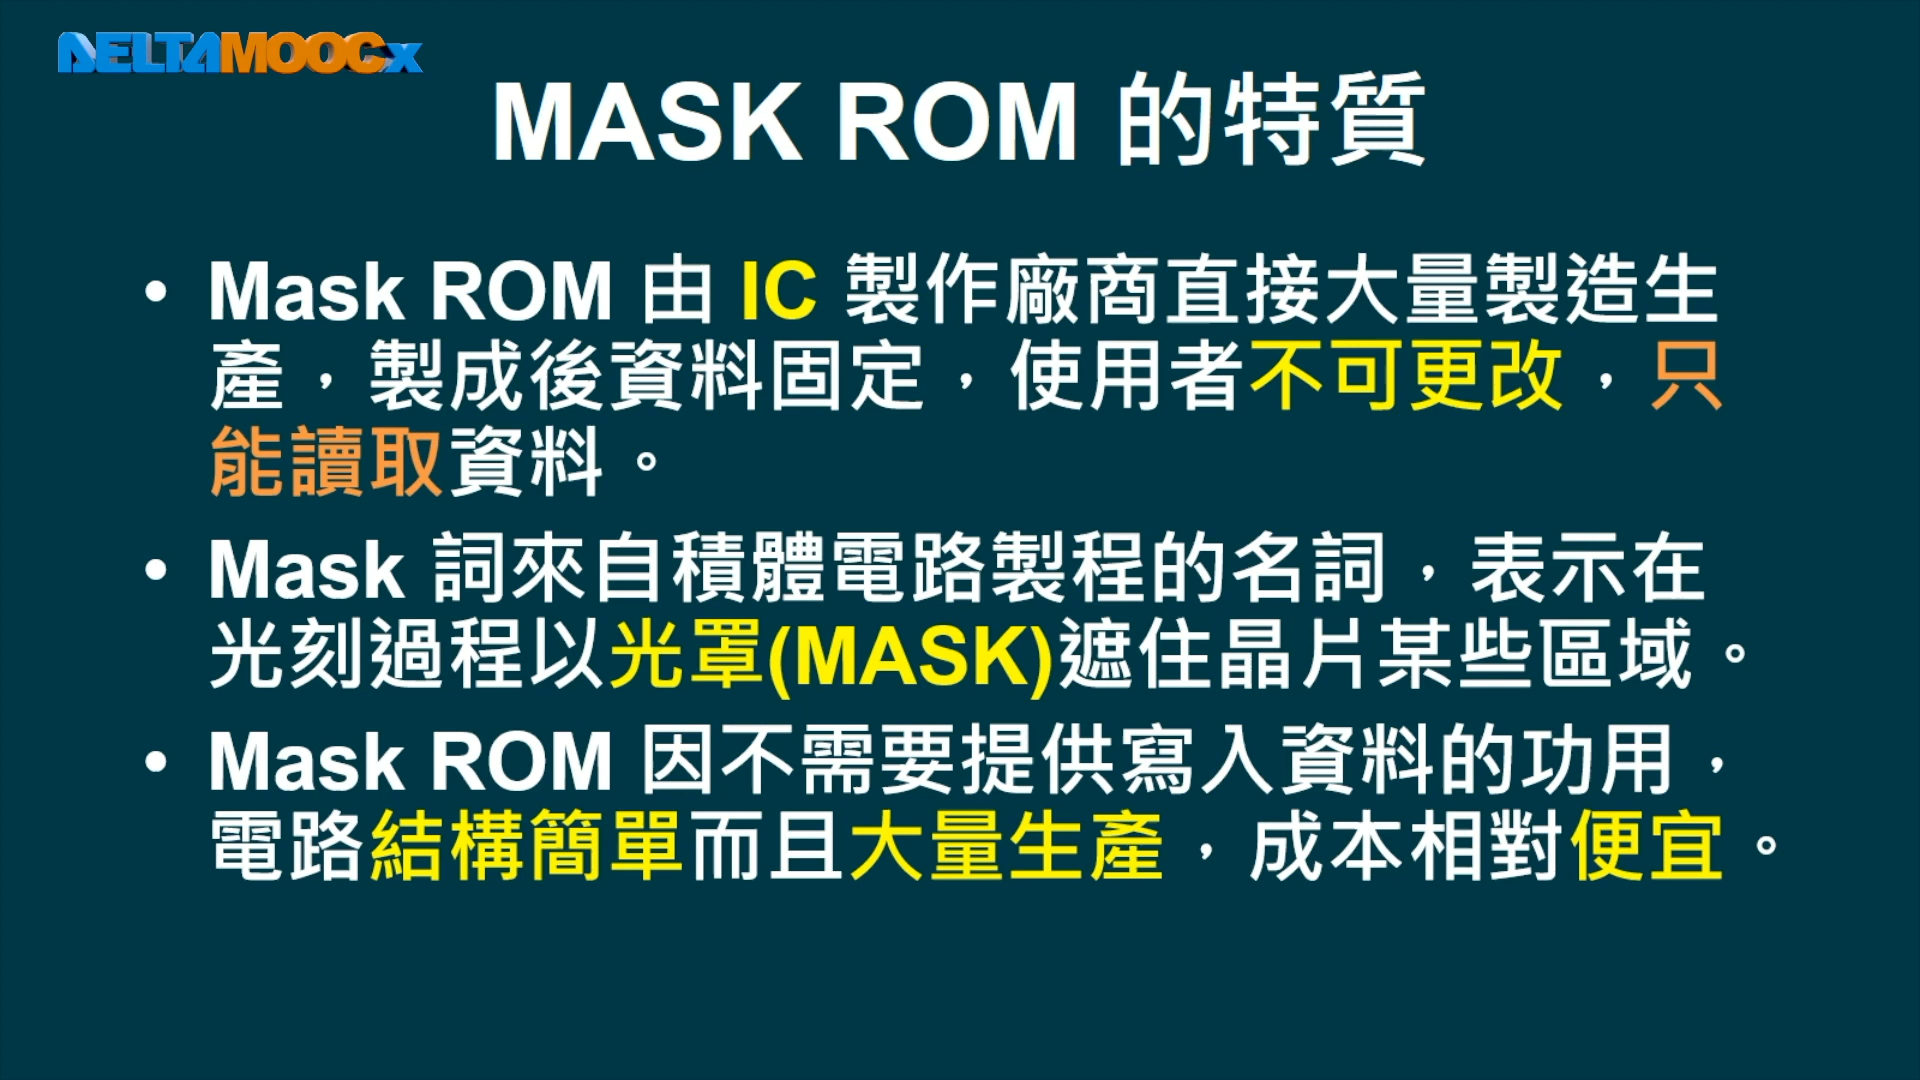 DELTAMOOCx
MASK ROM 的特質
• Mask ROM 由 IC 製作廠商直接大量製造生
產，製成後資料固定，使用者不可更改，只
能讀取資料。
• Mask 詞來自積體電路製程的名詞，表示在
光刻過程以光罩(MASK)遮住晶片某些區域。
• Mask ROM 因不需要提供寫入資料的功用，
電路結構簡單而且大量生產，成本相對便宜。